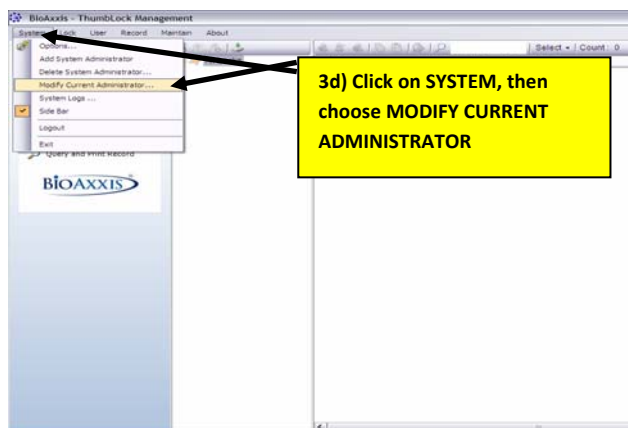 BioAxxis - ThumbLock Management
System Lock User Record Maintain About
Options...
Add System Administrator
Delete System Administrator...
Modify Current Administrator...
System Logs ...
Side Bar
Logout
Exit
Query and Print Record
BIOAXXIS
Select
Count: 0
3d) Click on SYSTEM, then
choose MODIFY CURRENT
ADMINISTRATOR